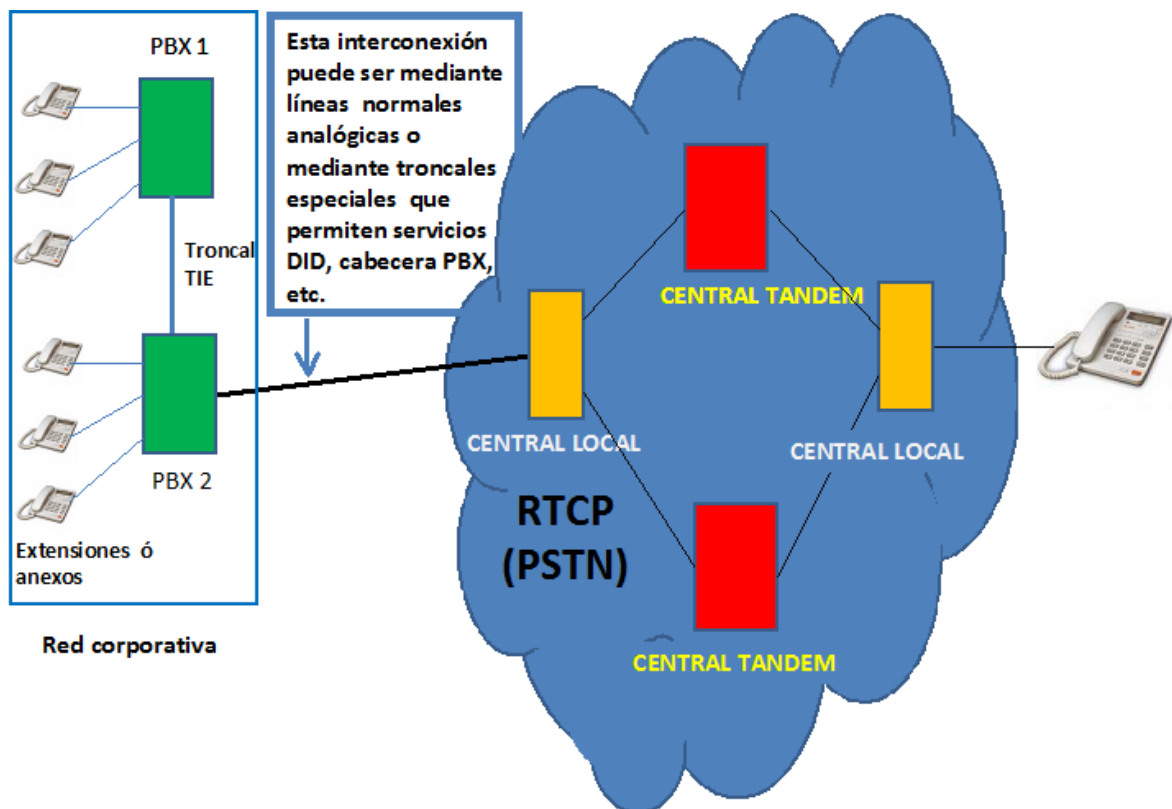 PBX 1
Esta interconexión
puede ser mediante
líneas normales
analógicas o
mediante troncales
especiales que
permiten servicios
DID, cabecera PBX,
etc.
Troncal
TIE
CENTRAL TANDEM
CENTRAL LOCAL
CENTRAL LOCAL
PBX 2
RTCP
(PSTN)
Extensiones ó
anexos
Red corporativa
CENTRAL TANDEM